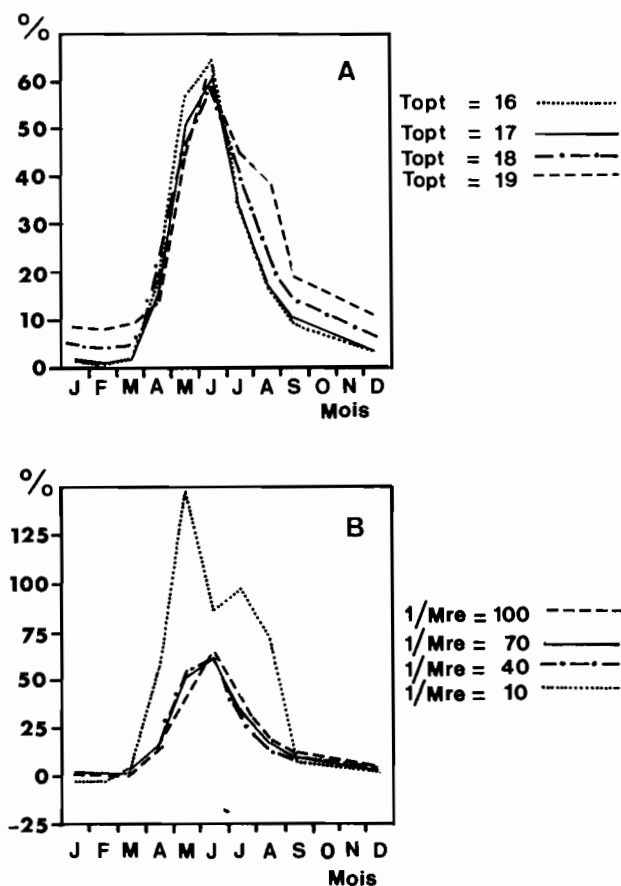 %
A
60
50
40
30
20
10
0
J F M A M J J A S O N D
Mois
Topt = 16
Topt = 17
Topt = 18
Topt = 19
%
B
125
100
75
50
25
0
-25
J F M A M J J A S O N D
Mois
1/Mre = 100
1/Mre = 70
1/Mre = 40
1/Mre = 10